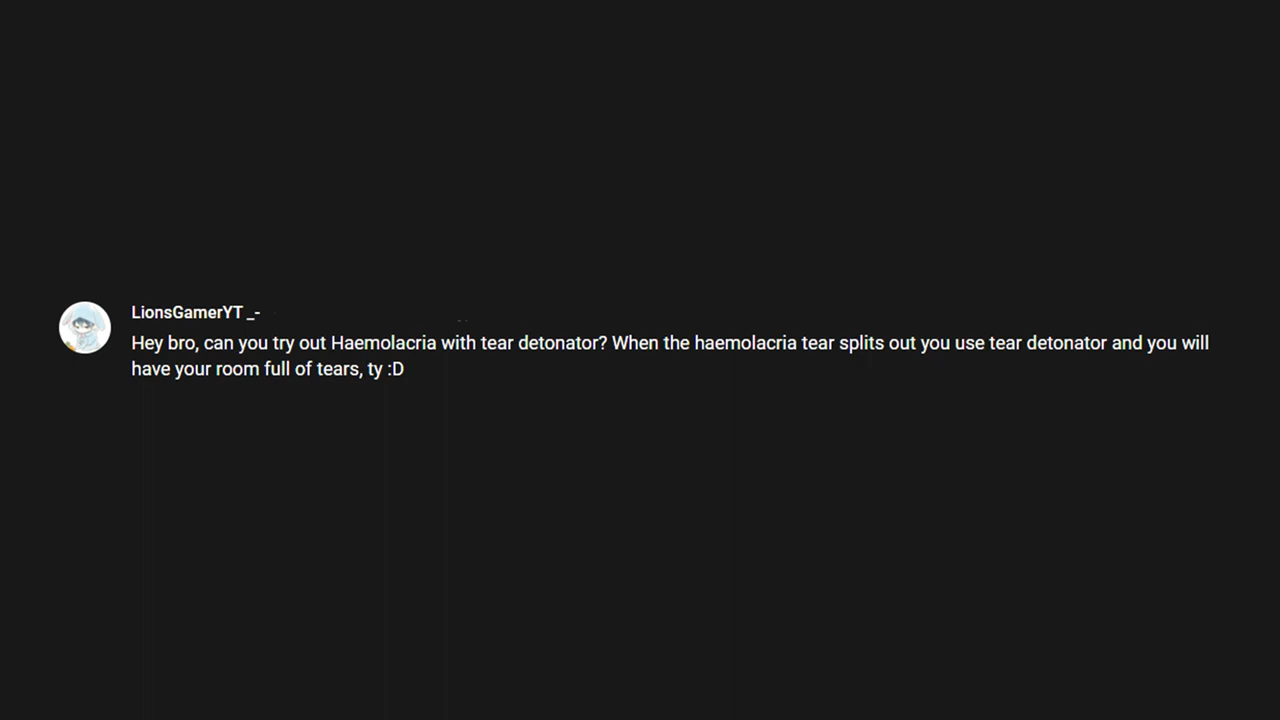 LionsGamerYT _-
Hey bro, can you try out Haemolacria with tear detonator? When the haemolacria tear splits out you use tear detonator and you will
have your room full of tears, ty :D